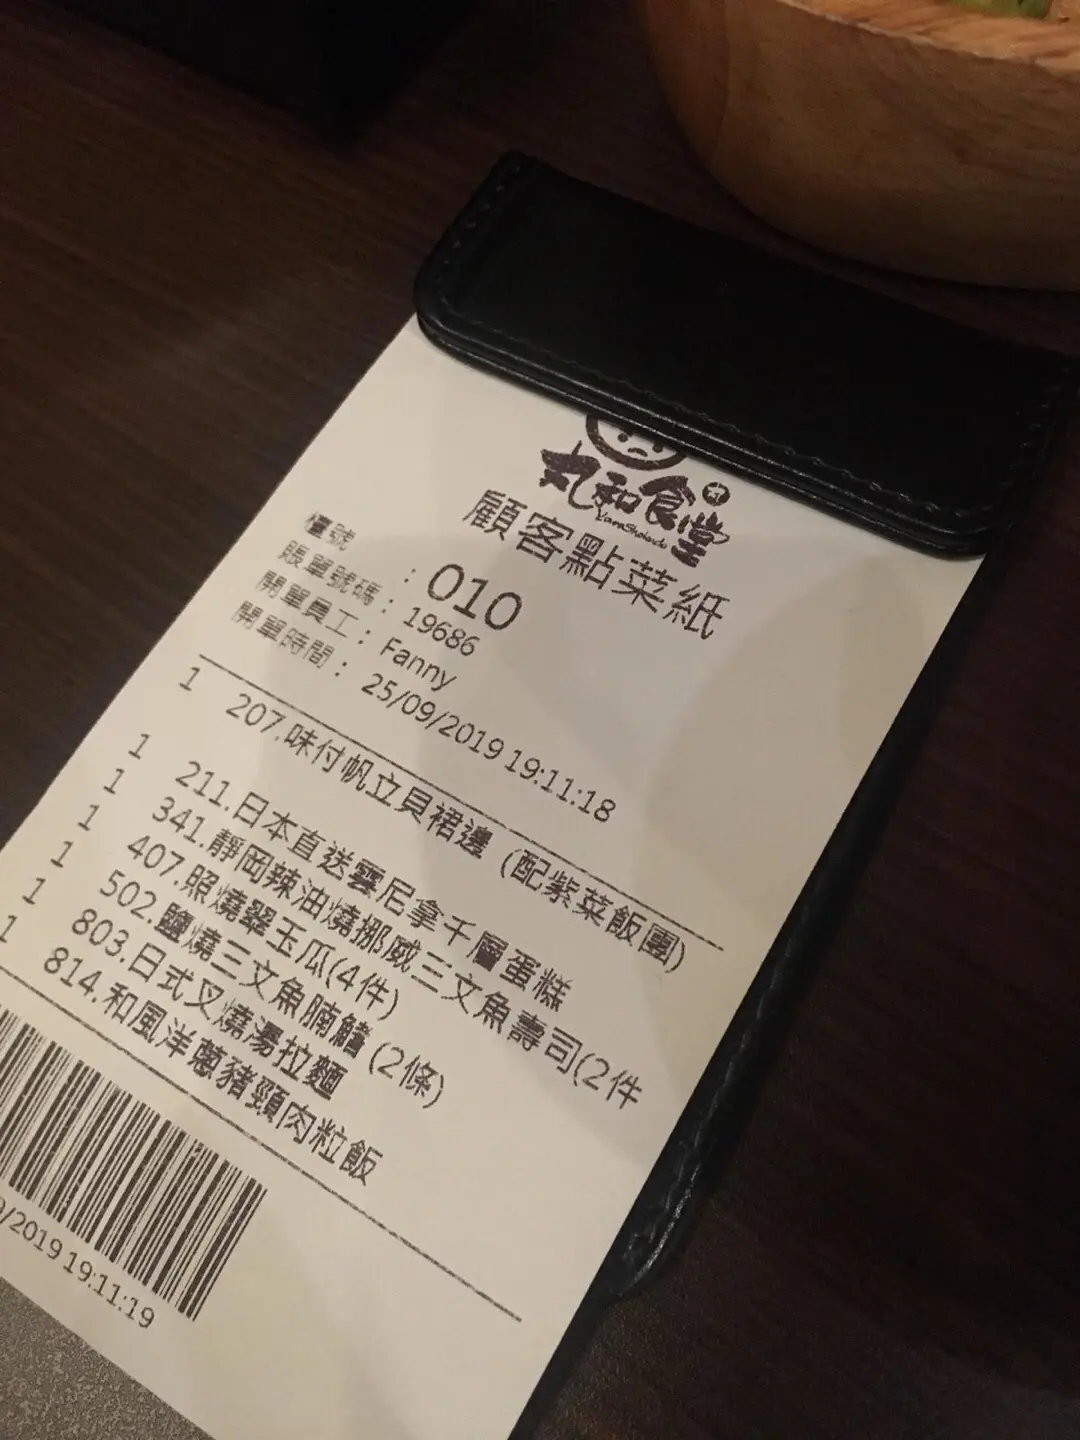 丸和食堂
顧客點菜紙
檯號 : 010
賬單號碼 : 19686
開單員工 : Fanny
開單時間 : 25/09/2019 19:11:18
1 207.味付帆立貝裙邊 (配紫菜飯團)
1 211.日本直送雲尼拿千層蛋糕
1 341.靜岡辣油燒挪威三文魚壽司(2件
1 407.照燒翠玉瓜(4件)
1 502.鹽燒三文魚腩鰭 (2條)
1 803.日式叉燒湯拉麵
1 814.和風洋蔥豬頸肉粒飯
/2019 19:11:19